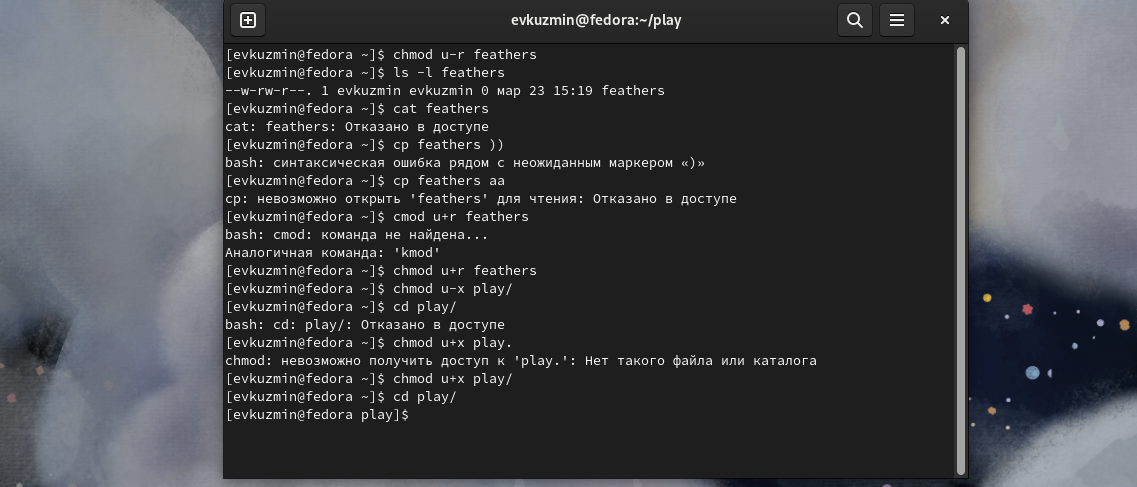 evkuzmin@fedora:~/play
[evkuzmin@fedora ~]$ chmod u-r feathers
[evkuzmin@fedora ~]$ ls -l feathers
--w-rw-r--. 1 evkuzmin evkuzmin 0 мар 23 15:19 feathers
[evkuzmin@fedora ~]$ cat feathers
cat: feathers: Отказано в доступе
[evkuzmin@fedora ~]$ cp feathers ))
bash: синтаксическая ошибка рядом с неожиданным маркером «)»
[evkuzmin@fedora ~]$ cp feathers aa
cp: невозможно открыть 'feathers' для чтения: Отказано в доступе
[evkuzmin@fedora ~]$ cmod u+r feathers
bash: cmod: команда не найдена...
Аналогичная команда: 'kmod'
[evkuzmin@fedora ~]$ chmod u+r feathers
[evkuzmin@fedora ~]$ chmod u-x play/
[evkuzmin@fedora ~]$ cd play/
bash: cd: play/: Отказано в доступе
[evkuzmin@fedora ~]$ chmod u+x play.
chmod: невозможно получить доступ к 'play.': Нет такого файла или каталога
[evkuzmin@fedora ~]$ chmod u+x play/
[evkuzmin@fedora ~]$ cd play/
[evkuzmin@fedora play]$